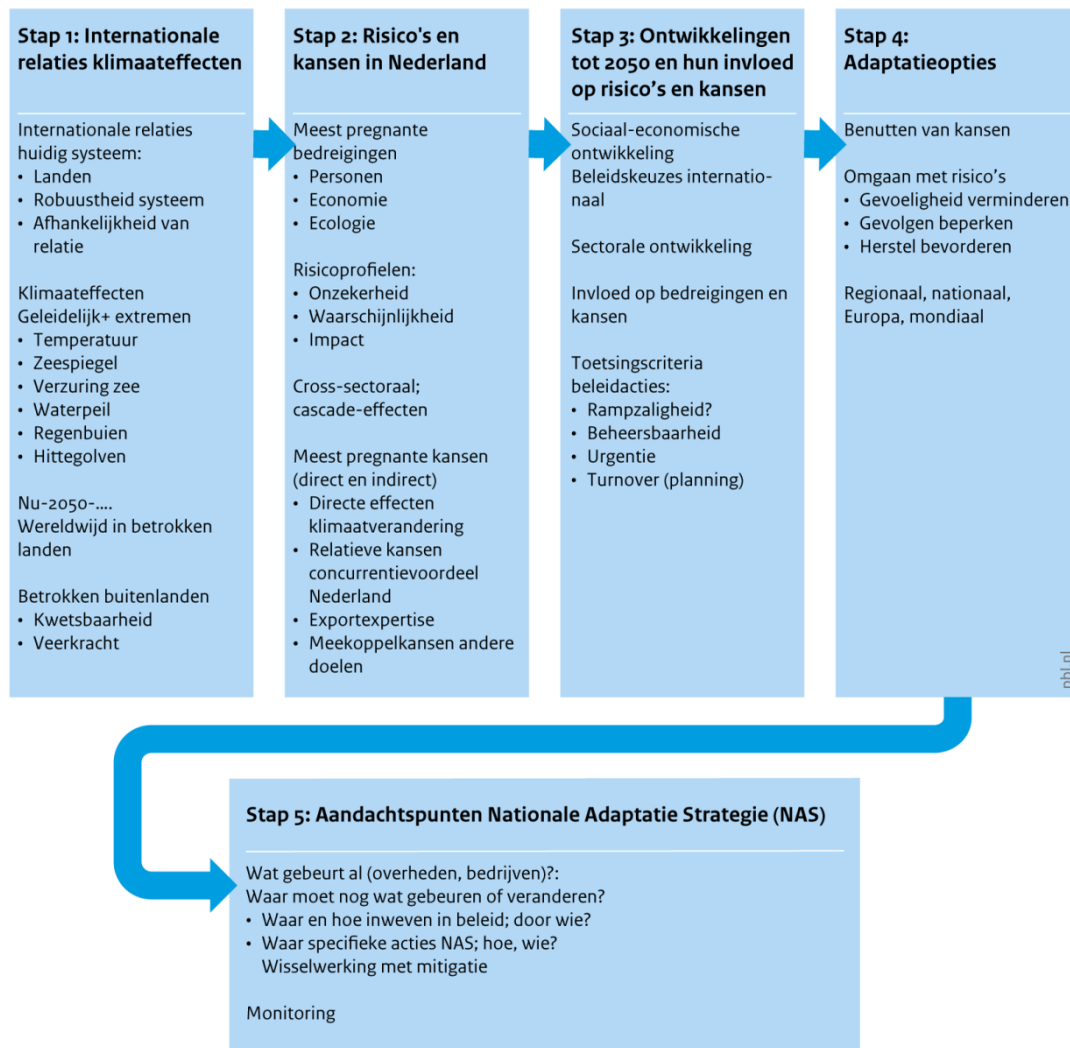 Stap 1: Internationale
relaties klimaateffecten
Internationale relaties
huidig systeem:
• Landen
• Robuustheid systeem
• Afhankelijkheid van
relatie
Klimaateffecten
Geleidelijk+ extremen
• Temperatuur
• Zeespiegel
• Verzuring zee
• Waterpeil
• Regenbuien
• Hittegolven
Nu-2050-....
Wereldwijd in betrokken
landen
Betrokken buitenlanden
• Kwetsbaarheid
• Veerkracht
Stap 2: Risico's en
kansen in Nederland
Meest pregnante
bedreigingen
• Personen
• Economie
• Ecologie
Risicoprofielen:
• Onzekerheid
• Waarschijnlijkheid
• Impact
Cross-sectoraal;
cascade-effecten
Meest pregnante kansen
(direct en indirect)
• Directe effecten
klimaatverandering
• Relatieve kansen
concurrentievoordeel
Nederland
• Exportexpertise
• Meekoppelkansen andere
doelen
Stap 3: Ontwikkelingen
tot 2050 en hun invloed
op risico's en kansen
Sociaal-economische
ontwikkeling
Beleidskeuzes internatio-
naal
Sectorale ontwikkeling
Invloed op bedreigingen en
kansen
Toetsingscriteria
beleidacties:
• Rampzaligheid?
• Beheersbaarheid
• Urgentie
• Turnover (planning)
Stap 4:
Adaptatieopties
Benutten van kansen
Omgaan met risico's
• Gevoeligheid verminderen
• Gevolgen beperken
• Herstel bevorderen
Regionaal, nationaal,
Europa, mondiaal
pbl.nl
Stap 5: Aandachtspunten Nationale Adaptatie Strategie (NAS)
Wat gebeurt al (overheden, bedrijven)?:
Waar moet nog wat gebeuren of veranderen?
• Waar en hoe inweven in beleid; door wie?
• Waar specifieke acties NAS; hoe, wie?
Wisselwerking met mitigatie
Monitoring